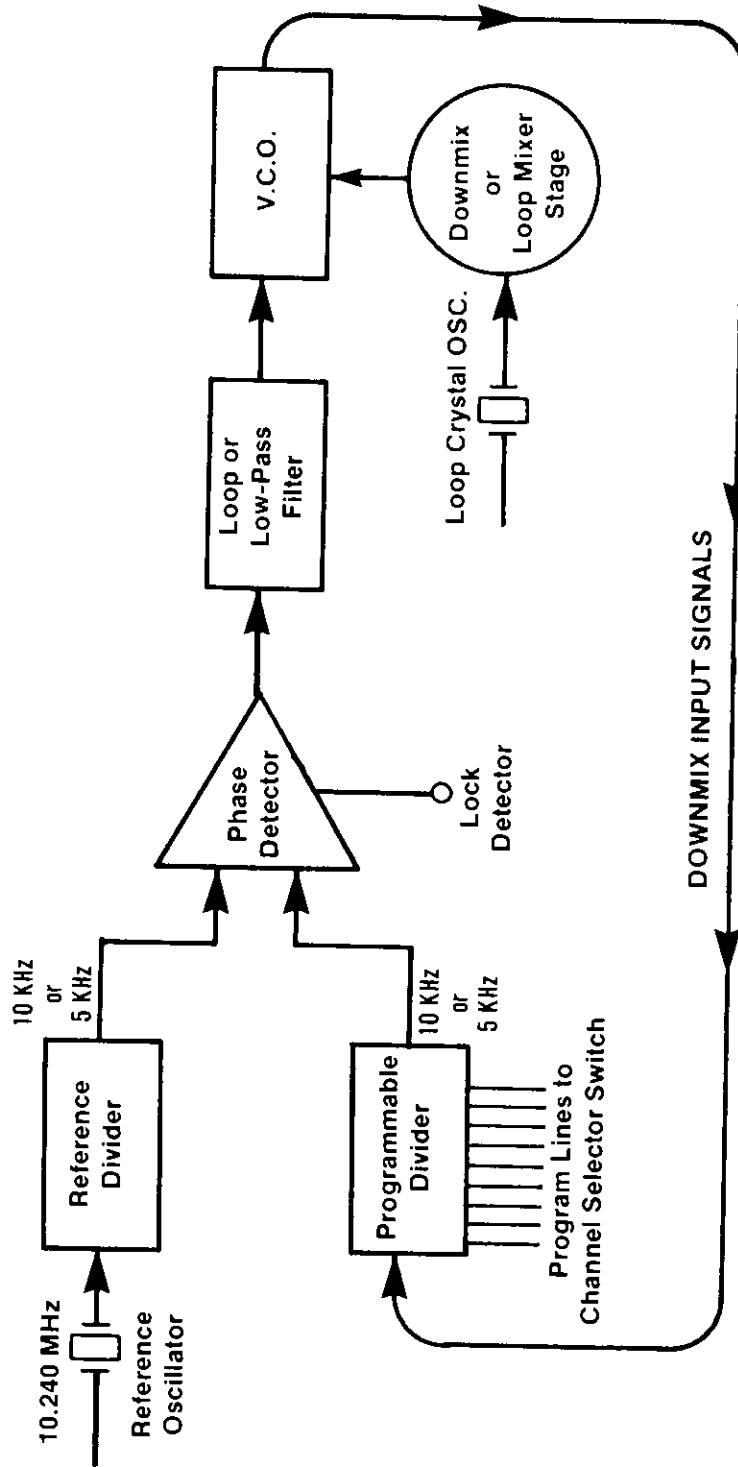 10.240 MHz
Reference
Oscillator
Reference
Divider
10 KHz
or
5 KHz
Phase
Detector
Lock
Detector
Loop or
Low-Pass
Filter
V.C.O.
Downmix
or
Loop Mixer
Stage
Loop Crystal OSC.
Programmable
Divider
10 KHz
or
5 KHz
Program Lines to
Channel Selector Switch
DOWNMIX INPUT SIGNALS